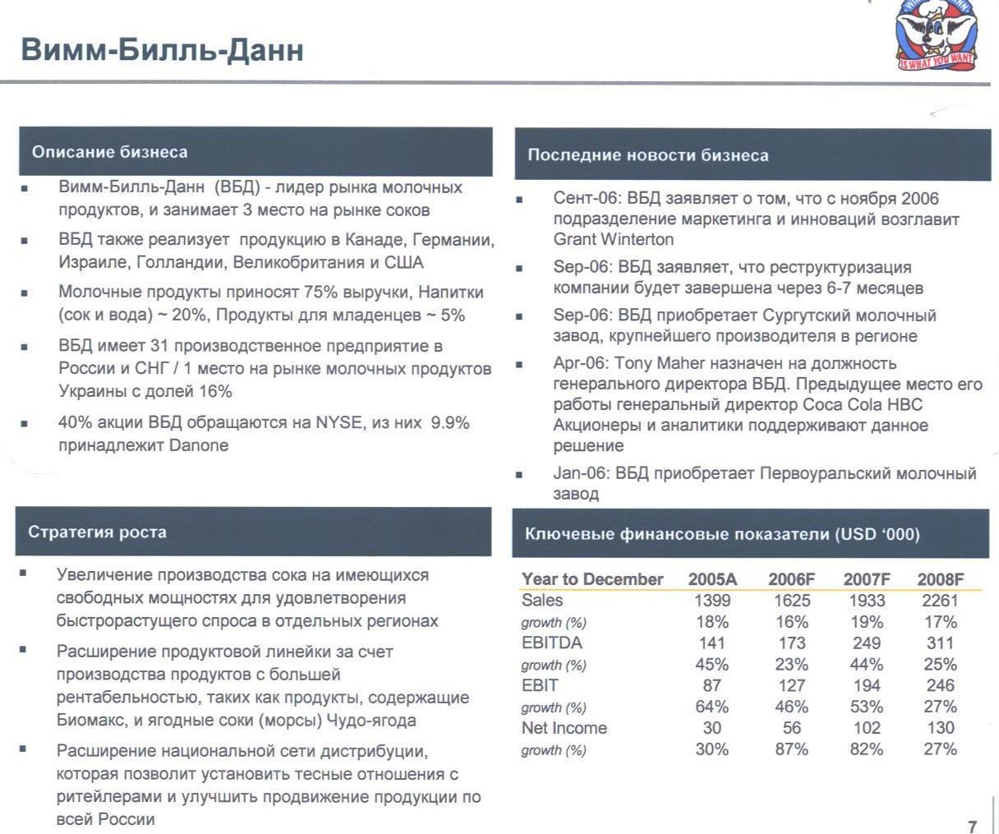 Вимм-Билль-Данн
IS WHAT YOU WANT
Описание бизнеса
Вимм-Билль-Данн (ВБД) - лидер рынка молочных
продуктов, и занимает 3 место на рынке соков
ВБД также реализует продукцию в Канаде, Германии,
Израиле, Голландии, Великобритания и США
Молочные продукты приносят 75% выручки, Напитки
(сок и вода) ~ 20%, Продукты для младенцев ~ 5%
ВБД имеет 31 производственное предприятие в
России и СНГ / 1 место на рынке молочных продуктов
Украины с долей 16%
40% акции ВБД обращаются на NYSE, из них 9.9%
принадлежит Danone
Последние новости бизнеса
Сент-06: ВБД заявляет о том, что с ноября 2006
подразделение маркетинга и инноваций возглавит
Grant Winterton
Sep-06: ВБД заявляет, что реструктуризация
компании будет завершена через 6-7 месяцев
Sep-06: ВБД приобретает Сургутский молочный
завод, крупнейшего производителя в регионе
Apr-06: Tony Maher назначен на должность
генерального директора ВБД. Предыдущее место его
работы генеральный директор Coca Cola HBC
Акционеры и аналитики поддерживают данное
решение
Jan-06: ВБД приобретает Первоуральский молочный
завод
Стратегия роста
Увеличение производства сока на имеющихся
свободных мощностях для удовлетворения
быстрорастущего спроса в отдельных регионах
Расширение продуктовой линейки за счет
производства продуктов с большей
рентабельностью, таких как продукты, содержащие
Биомакс, и ягодные соки (морсы) Чудо-ягода
Расширение национальной сети дистрибуции,
которая позволит установить тесные отношения с
ритейлерами и улучшить продвижение продукции по
всей России
Ключевые финансовые показатели (USD ‘000)
Year to December 2005A 2006F 2007F 2008F
Sales 1399 1625 1933 2261
growth (%) 18% 16% 19% 17%
EBITDA 141 173 249 311
growth (%) 45% 23% 44% 25%
EBIT 87 127 194 246
growth (%) 64% 46% 53% 27%
Net Income 30 56 102 130
growth (%) 30% 87% 82% 27%
7